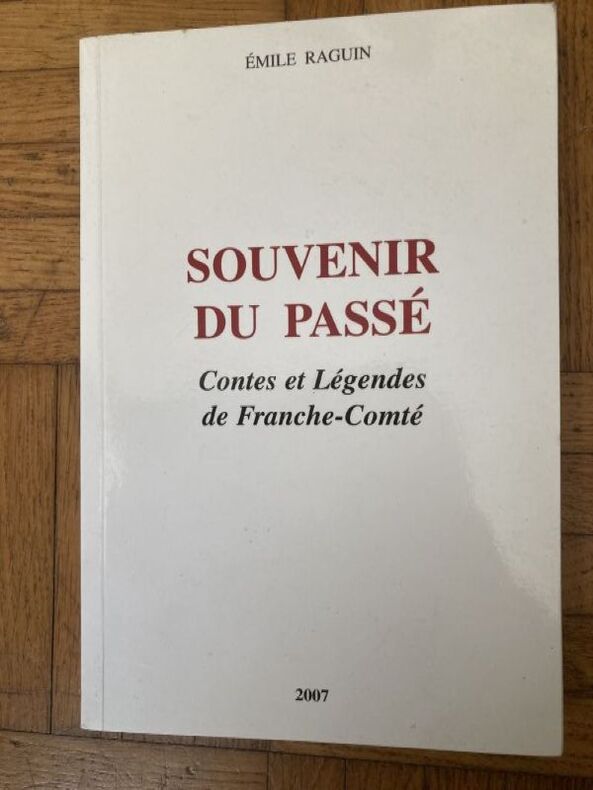 ÉMILE RAGUIN
SOUVENIR
DU PASSÉ
Contes et Légendes
de Franche-Comté
2007